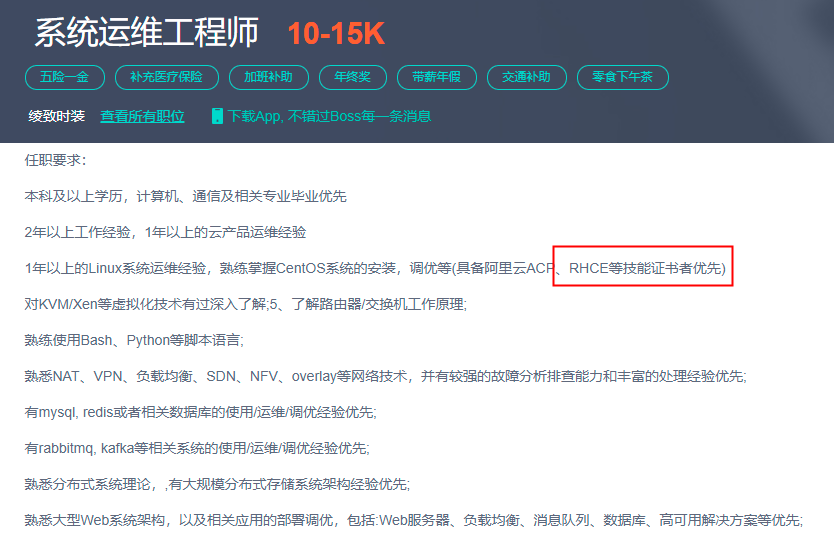 系统运维工程师 10-15K
五险一金 补充医疗保险 加班补助 年终奖 带薪年假 交通补助 零食下午茶
绫致时装 查看所有职位 下载App, 不错过Boss每一条消息
任职要求：
本科及以上学历，计算机、通信及相关专业毕业优先
2年以上工作经验，1年以上的云产品运维经验
1年以上的Linux系统运维经验，熟练掌握CentOS系统的安装，调优等(具备阿里云ACP、RHCE等技能证书者优先)
对KVM/Xen等虚拟化技术有过深入了解;5、了解路由器/交换机工作原理;
熟练使用Bash、Python等脚本语言;
熟悉NAT、VPN、负载均衡、SDN、NFV、overlay等网络技术，并有较强的故障分析排查能力和丰富的处理经验优先;
有mysql, redis或者相关数据库的使用/运维/调优经验优先;
有rabbitmq, kafka等相关系统的使用/运维/调优经验优先;
熟悉分布式系统理论，,有大规模分布式存储系统架构经验优先;
熟悉大型Web系统架构，以及相关应用的部署调优，包括:Web服务器、负载均衡、消息队列、数据库、高可用解决方案等优先;